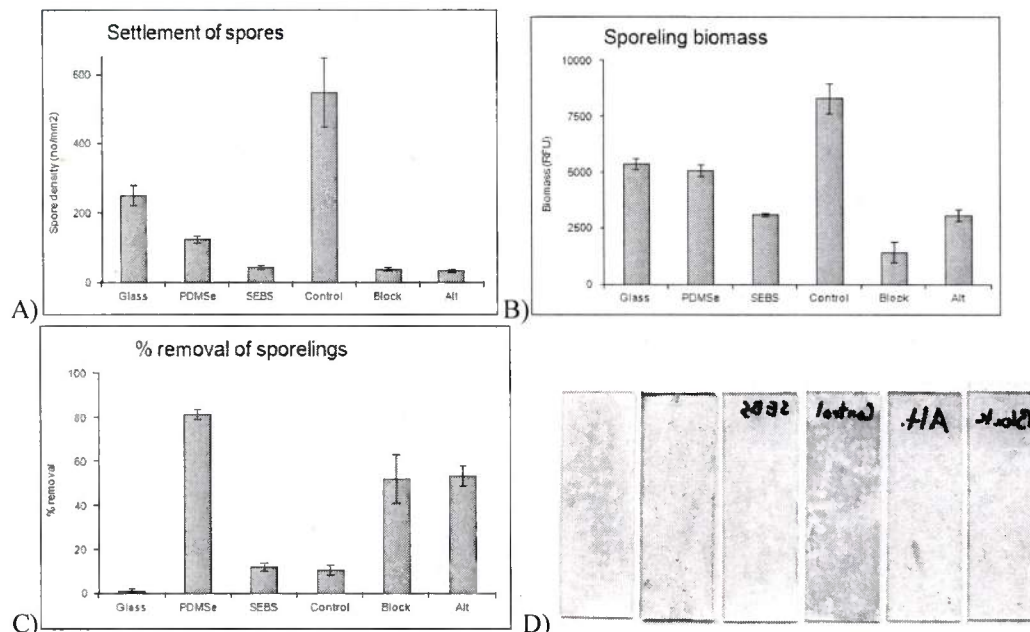 Settlement of spores
Spore density (no/mm2)
600
400
200
0
Glass PDMSe SEBS Control Block Alt
A)
Sporeling biomass
Biomass (RFU)
10000
7500
5000
2500
0
Glass PDMSe SEBS Control Block Alt
B)
% removal of sporelings
% removal
100
80
60
40
20
0
Glass PDMSe SEBS Control Block Alt
C)
SEBS Control Alt. Block
D)